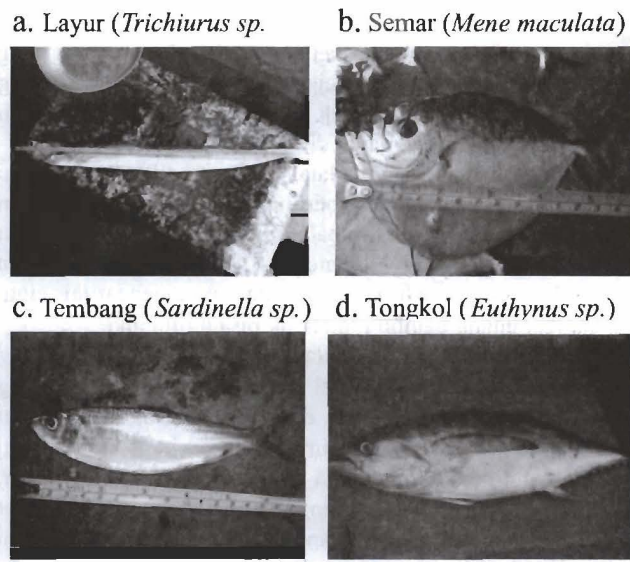 a. Layur (Trichiurus sp.
b. Semar (Mene maculata)
c. Tembang (Sardinella sp.)
d. Tongkol (Euthynus sp.)